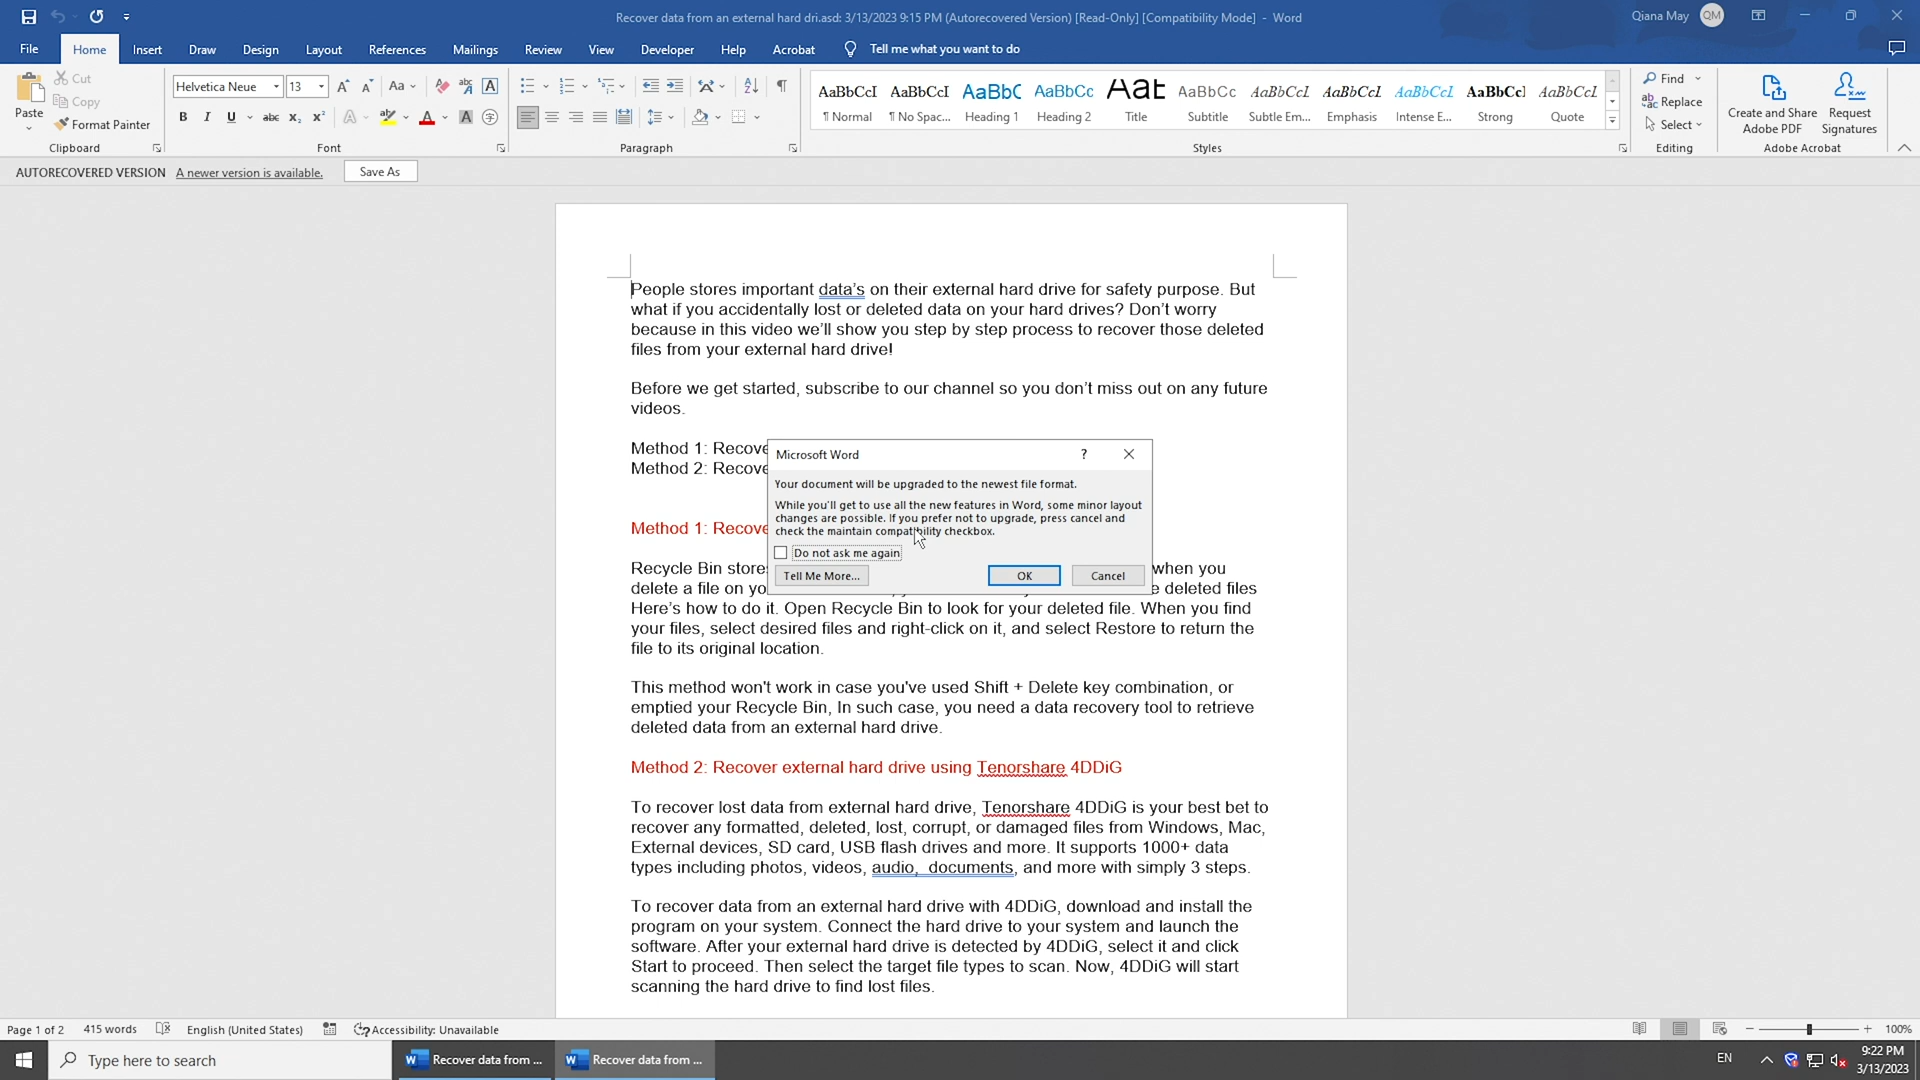 Recover data from an external hard dri.asd: 3/13/2023 9:15 PM (Autorecovered Version) [Read-Only] [Compatibility Mode] - Word
Qiana May QM
File Home Insert Draw Design Layout References Mailings Review View Developer Help Acrobat Tell me what you want to do
Paste
Cut
Copy
Format Painter
Clipboard
Helvetica Neue 13
Font
Paragraph
AaBbCcI AaBbCcI AaBbC AaBbCc Aab AaBbCc AaBbCcI AaBbCcI AaBbCcI AaBbCcI AaBbCcI
¶ Normal ¶ No Spac... Heading 1 Heading 2 Title Subtitle Subtle Em... Emphasis Intense E... Strong Quote
Styles
Find
Replace
Select
Editing
Create and Share Adobe PDF
Request Signatures
Adobe Acrobat
AUTORECOVERED VERSION A newer version is available. Save As
People stores important data's on their external hard drive for safety purpose. But
what if you accidentally lost or deleted data on your hard drives? Don't worry
because in this video we'll show you step by step process to recover those deleted
files from your external hard drive!
Before we get started, subscribe to our channel so you don't miss out on any future
videos.
Method 1: Recove
Method 2: Recove
Method 1: Recove
Microsoft Word
Your document will be upgraded to the newest file format.
While you'll get to use all the new features in Word, some minor layout
changes are possible. If you prefer not to upgrade, press cancel and
check the maintain compatibility checkbox.
Do not ask me again
Tell Me More... OK Cancel
Recycle Bin stores when you
delete a file on yo e deleted files
Here's how to do it. Open Recycle Bin to look for your deleted file. When you find
your files, select desired files and right-click on it, and select Restore to return the
file to its original location.
This method won't work in case you've used Shift + Delete key combination, or
emptied your Recycle Bin, In such case, you need a data recovery tool to retrieve
deleted data from an external hard drive.
Method 2: Recover external hard drive using Tenorshare 4DDiG
To recover lost data from external hard drive, Tenorshare 4DDiG is your best bet to
recover any formatted, deleted, lost, corrupt, or damaged files from Windows, Mac,
External devices, SD card, USB flash drives and more. It supports 1000+ data
types including photos, videos, audio, documents, and more with simply 3 steps.
To recover data from an external hard drive with 4DDiG, download and install the
program on your system. Connect the hard drive to your system and launch the
software. After your external hard drive is detected by 4DDiG, select it and click
Start to proceed. Then select the target file types to scan. Now, 4DDiG will start
scanning the hard drive to find lost files.
Page 1 of 2 415 words English (United States) Accessibility: Unavailable 100%
Type here to search
Recover data from ...
Recover data from ...
EN
9:22 PM
3/13/2023